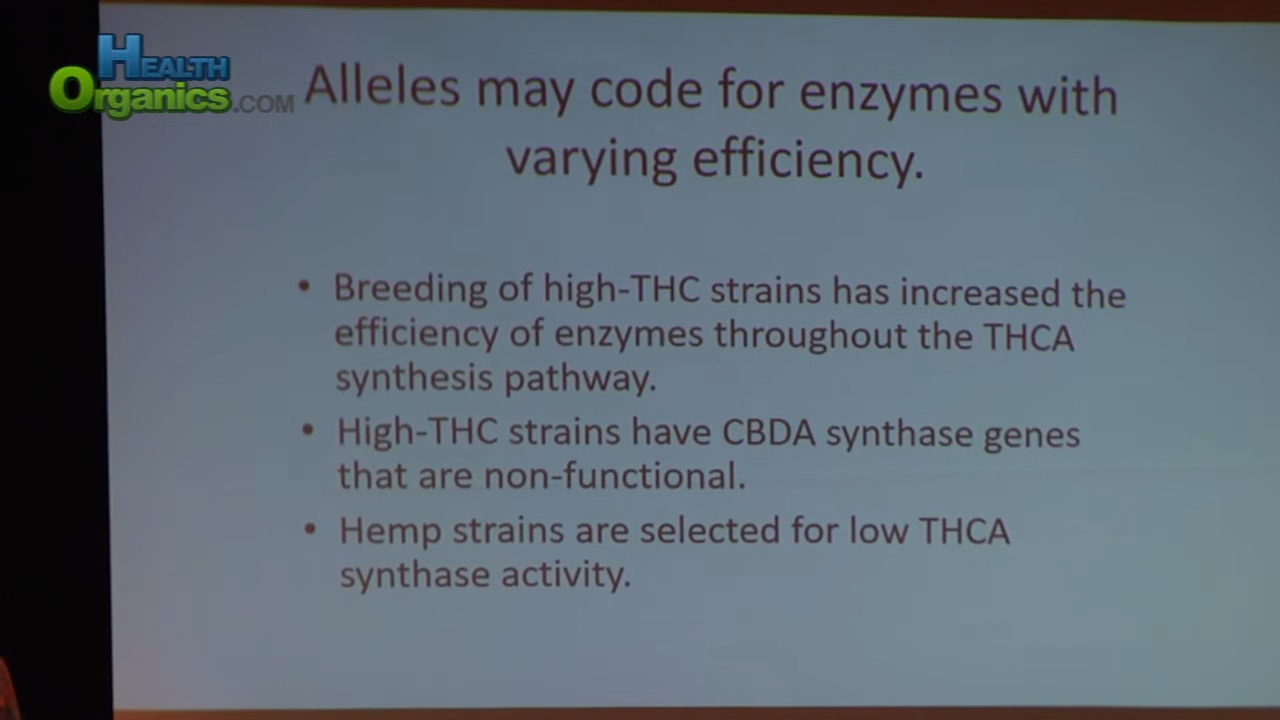 Health
Organics.com
Alleles may code for enzymes with
varying efficiency.
• Breeding of high-THC strains has increased the
efficiency of enzymes throughout the THCA
synthesis pathway.
• High-THC strains have CBDA synthase genes
that are non-functional.
• Hemp strains are selected for low THCA
synthase activity.